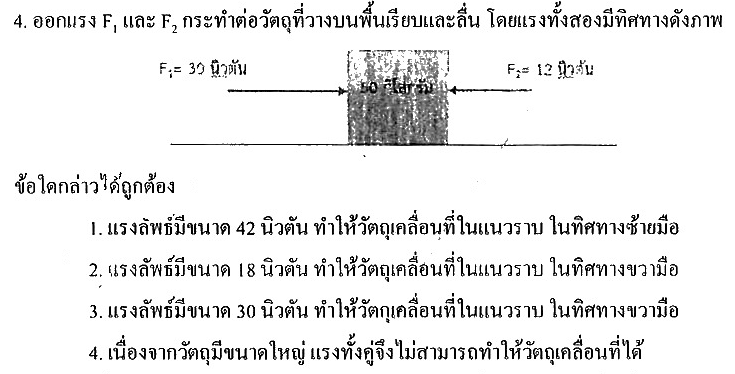 4. ออกแรง F₁ และ F₂ กระทำต่อวัตถุที่วางบนพื้นเรียบและลื่น โดยแรงทั้งสองมีทิศทางดังภาพ
F₁= 30 นิวตัน
F₂= 12 นิวตัน
ข้อใดกล่าวได้ถูกต้อง
1. แรงลัพธ์มีขนาด 42 นิวตัน ทำให้วัตถุเคลื่อนที่ในแนวราบ ในทิศทางซ้ายมือ
2. แรงลัพธ์มีขนาด 18 นิวตัน ทำให้วัตถุเคลื่อนที่ในแนวราบ ในทิศทางขวามือ
3. แรงลัพธ์มีขนาด 30 นิวตัน ทำให้วัตถุเคลื่อนที่ในแนวราบ ในทิศทางขวามือ
4. เนื่องจากวัตถุมีขนาดใหญ่ แรงทั้งคู่จึงไม่สามารถทำให้วัตถุเคลื่อนที่ได้